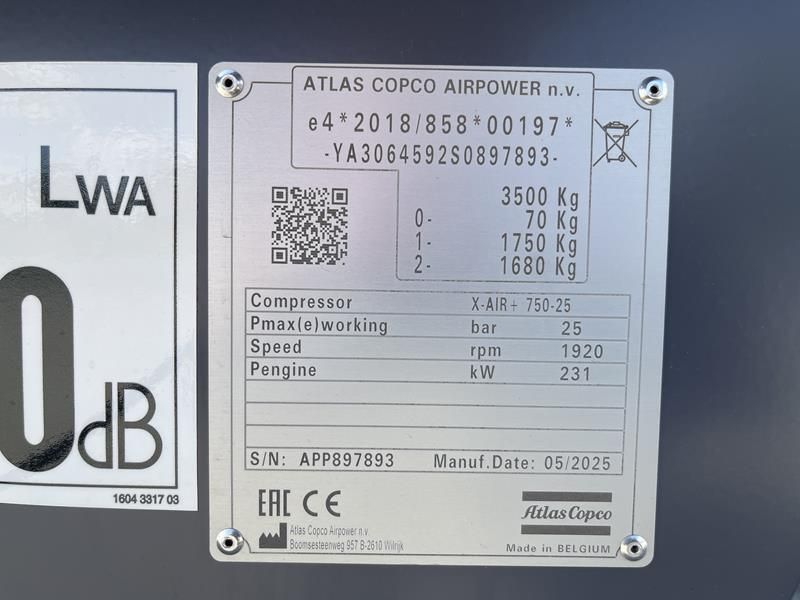 LWA
0dB
1604 3317 03
ATLAS COPCO AIRPOWER n.v.
e4*2018/858*00197*
-YA3064592S0897893-
3500 Kg
0- 70 Kg
1- 1750 Kg
2- 1680 Kg
Compressor X-AIR+ 750-25
Pmax(e)working bar 25
Speed rpm 1920
Pengine kW 231
S/N: APP897893 Manuf.Date: 05/2025
EAC CE
Atlas Copco Airpower n.v.
Boomsesteenweg 957 B-2610 Wilrijk
Atlas Copco
Made in BELGIUM